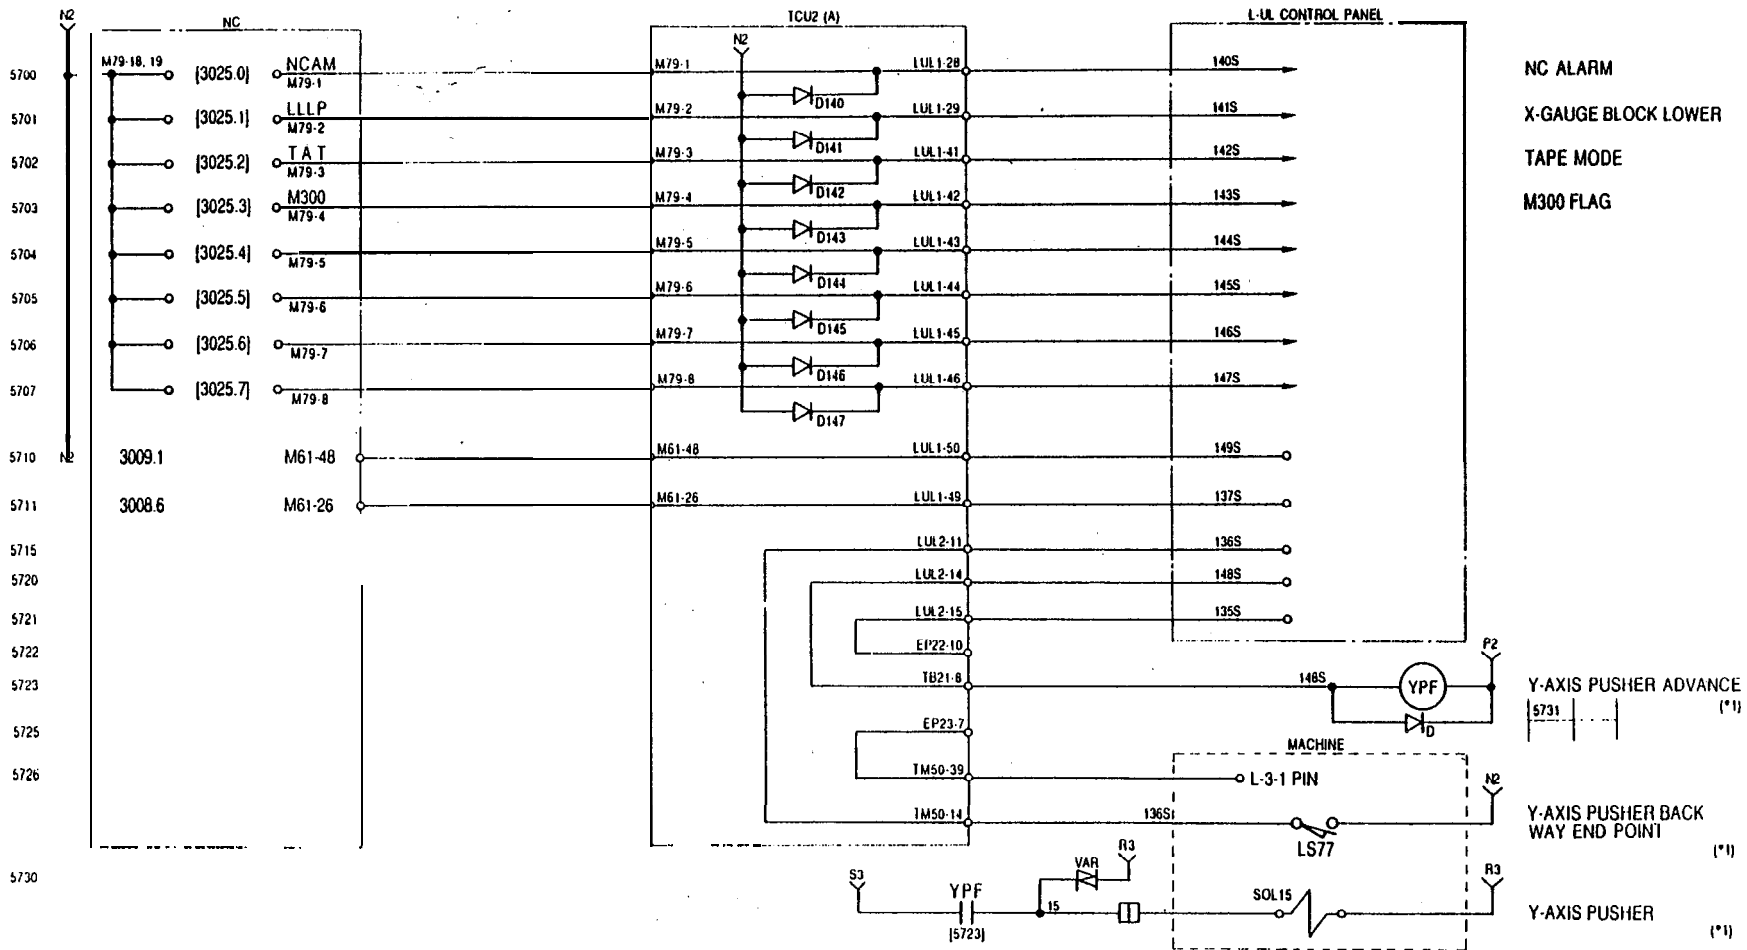 N2 NC TCU2 (A) L-UL CONTROL PANEL
N2
5700 M79-18, 19 [3025.0] NCAM M79-1 M79-1 D140 LUL1-28 140S NC ALARM
5701 [3025.1] LLLP M79-2 M79-2 D141 LUL1-29 141S X-GAUGE BLOCK LOWER
5702 [3025.2] TAT M79-3 M79-3 D142 LUL1-41 142S TAPE MODE
5703 [3025.3] M300 M79-4 M79-4 D143 LUL1-42 143S M300 FLAG
5704 [3025.4] M79-5 M79-5 D144 LUL1-43 144S
5705 [3025.5] M79-6 M79-6 D145 LUL1-44 145S
5706 [3025.6] M79-7 M79-7 D146 LUL1-45 146S
5707 [3025.7] M79-8 M79-8 D147 LUL1-46 147S
5710 N2 3009.1 M61-48 M61-48 LUL1-50 149S
5711 3008.6 M61-26 M61-26 LUL1-49 137S
5715 LUL2-11 136S
5720 LUL2-14 148S
5721 LUL2-15 135S
5722 EP22-10 P2
5723 TB21-8 148S YPF Y-AXIS PUSHER ADVANCE
(*1)
D 5731
5725 EP23-7
MACHINE
5726 TM50-39 L-3-1 PIN N2
TM50-14 136S LS77 Y-AXIS PUSHER BACK
WAY END POINT
(*1)
5730 S3 YPF VAR R3 R3
[5723] 15 SOL15 Y-AXIS PUSHER
(*1)